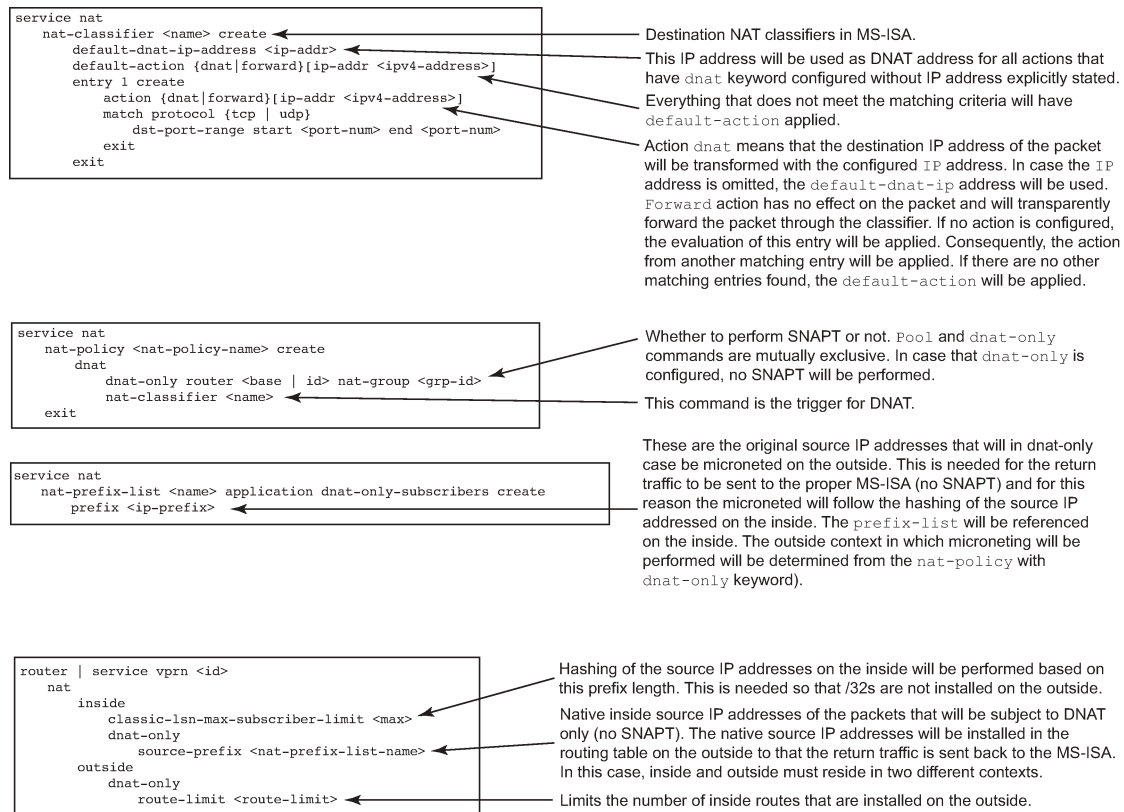 service nat
nat-classifier <name> create
default-dnat-ip-address <ip-addr>
default-action {dnat|forward}[ip-addr <ipv4-address>]
entry 1 create
action {dnat|forward}[ip-addr <ipv4-address>]
match protocol {tcp | udp}
dst-port-range start <port-num> end <port-num>
exit
exit
Destination NAT classifiers in MS-ISA.
This IP address will be used as DNAT address for all actions that
have dnat keyword configured without IP address explicitly stated.
Everything that does not meet the matching criteria will have
default-action applied.
Action dnat means that the destination IP address of the packet
will be transformed with the configured IP address. In case the IP
address is omitted, the default-dnat-ip address will be used.
Forward action has no effect on the packet and will transparently
forward the packet through the classifier. If no action is configured,
the evaluation of this entry will be applied. Consequently, the action
from another matching entry will be applied. If there are no other
matching entries found, the default-action will be applied.
service nat
nat-policy <nat-policy-name> create
dnat
dnat-only router <base | id> nat-group <grp-id>
nat-classifier <name>
exit
Whether to perform SNAPT or not. Pool and dnat-only
commands are mutually exclusive. In case that dnat-only is
configured, no SNAPT will be performed.
This command is the trigger for DNAT.
service nat
nat-prefix-list <name> application dnat-only-subscribers create
prefix <ip-prefix>
These are the original source IP addresses that will in dnat-only
case be microneted on the outside. This is needed for the return
traffic to be sent to the proper MS-ISA (no SNAPT) and for this
reason the microneted will follow the hashing of the source IP
addressed on the inside. The prefix-list will be referenced
on the inside. The outside context in which microneting will be
performed will be determined from the nat-policy with
dnat-only keyword).
router | service vprn <id>
nat
inside
classic-lsn-max-subscriber-limit <max>
dnat-only
source-prefix <nat-prefix-list-name>
outside
dnat-only
route-limit <route-limit>
Hashing of the source IP addresses on the inside will be performed based on
this prefix length. This is needed so that /32s are not installed on the outside.
Native inside source IP addresses of the packets that will be subject to DNAT
only (no SNAPT). The native source IP addresses will be installed in the
routing table on the outside to that the return traffic is sent back to the MS-ISA.
In this case, inside and outside must reside in two different contexts.
Limits the number of inside routes that are installed on the outside.